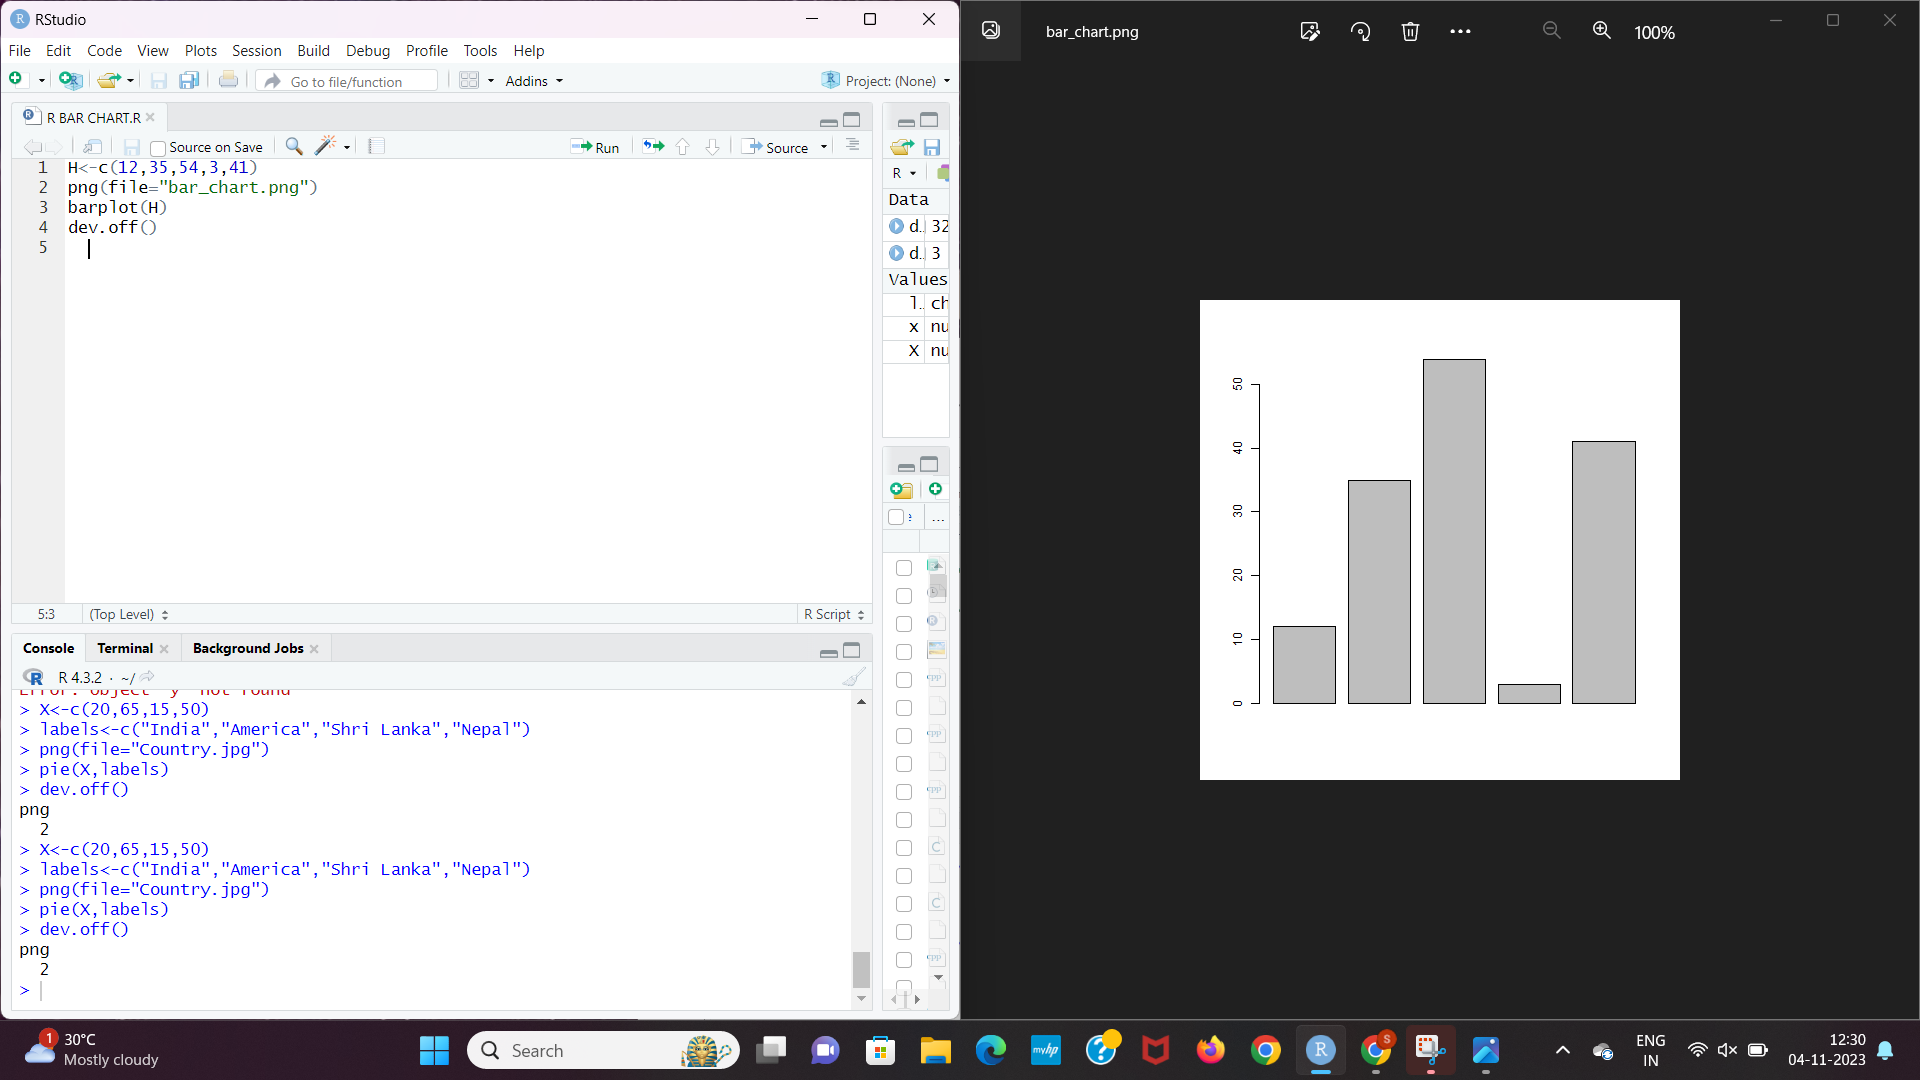 RStudio
File Edit Code View Plots Session Build Debug Profile Tools Help
Go to file/function
Addins
Project: (None)
R BAR CHART.R
Source on Save
Run
Source
1 H<-c(12,35,54,3,41)
2 png(file="bar_chart.png")
3 barplot(H)
4 dev.off()
5
5:3
(Top Level)
R Script
Console
Terminal
Background Jobs
R 4.3.2 · ~/
Error: object 'y' not found
> X<-c(20,65,15,50)
> labels<-c("India","America","Shri Lanka","Nepal")
> png(file="Country.jpg")
> pie(X,labels)
> dev.off()
png
2
> X<-c(20,65,15,50)
> labels<-c("India","America","Shri Lanka","Nepal")
> png(file="Country.jpg")
> pie(X,labels)
> dev.off()
png
2
>
R
Data
d.. 32
d.. 3
Values
l.. ch
x nu
X nu
...
bar_chart.png
100%
50
40
30
20
10
0
1
30°C
Mostly cloudy
Search
myhp
R
S
ENG
IN
12:30
04-11-2023